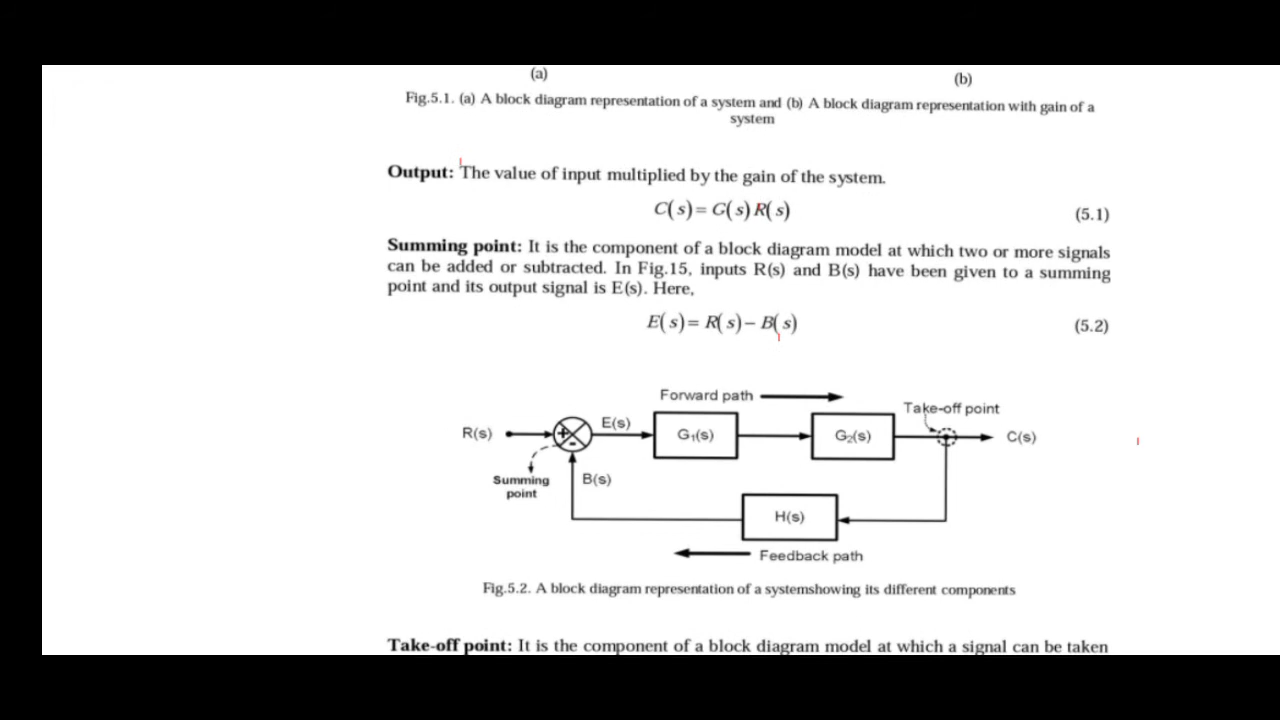 (a) (b)
Fig.5.1. (a) A block diagram representation of a system and (b) A block diagram representation with gain of a
system
Output: The value of input multiplied by the gain of the system.
C(s)= G(s)R(s) (5.1)
Summing point: It is the component of a block diagram model at which two or more signals
can be added or subtracted. In Fig.15, inputs R(s) and B(s) have been given to a summing
point and its output signal is E(s). Here,
E(s)= R(s)− B(s) (5.2)
Forward path
Take-off point
R(s) + - E(s) G₁(s) G₂(s) C(s)
Summing
point
B(s)
H(s)
Feedback path
Fig.5.2. A block diagram representation of a systemshowing its different components
Take-off point: It is the component of a block diagram model at which a signal can be taken